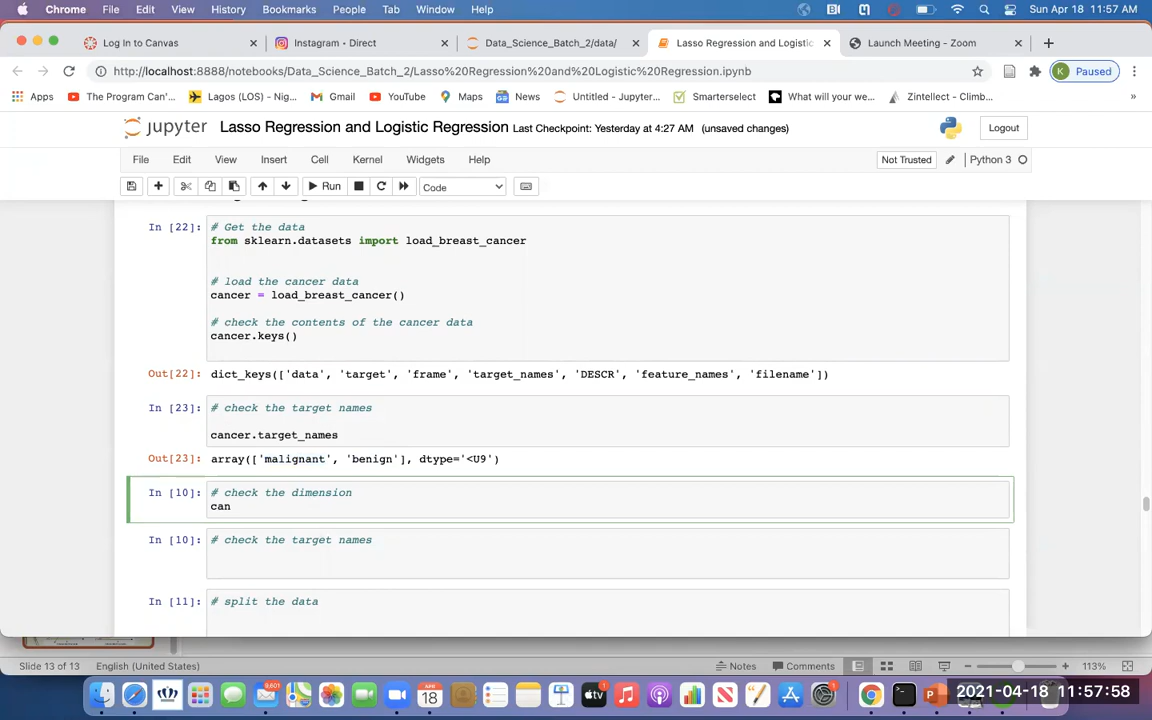 Chrome File Edit View History Bookmarks People Tab Window Help Sun Apr 18 11:57 AM
Log In to Canvas Instagram • Direct Data_Science_Batch_2/data/ Lasso Regression and Logistic Launch Meeting - Zoom
http://localhost:8888/notebooks/Data_Science_Batch_2/Lasso%20Regression%20and%20Logistic%20Regression.ipynb K Paused
Apps The Program Can'... Lagos (LOS) - Nig... Gmail YouTube Maps News Untitled - Jupyter... Smarterselect What will your we... Zintellect - Climb... »
jupyter Lasso Regression and Logistic Regression Last Checkpoint: Yesterday at 4:27 AM (unsaved changes) Logout
File Edit View Insert Cell Kernel Widgets Help Not Trusted Python 3
Run Code
In [22]: # Get the data
from sklearn.datasets import load_breast_cancer
# load the cancer data
cancer = load_breast_cancer()
# check the contents of the cancer data
cancer.keys()
Out[22]: dict_keys(['data', 'target', 'frame', 'target_names', 'DESCR', 'feature_names', 'filename'])
In [23]: # check the target names
cancer.target_names
Out[23]: array(['malignant', 'benign'], dtype='<U9')
In [10]: # check the dimension
can
In [10]: # check the target names
In [11]: # split the data
Slide 13 of 13 English (United States) Notes Comments 113%
9,601 APR 18 tv 1 1 2021-04-18 11:57:58